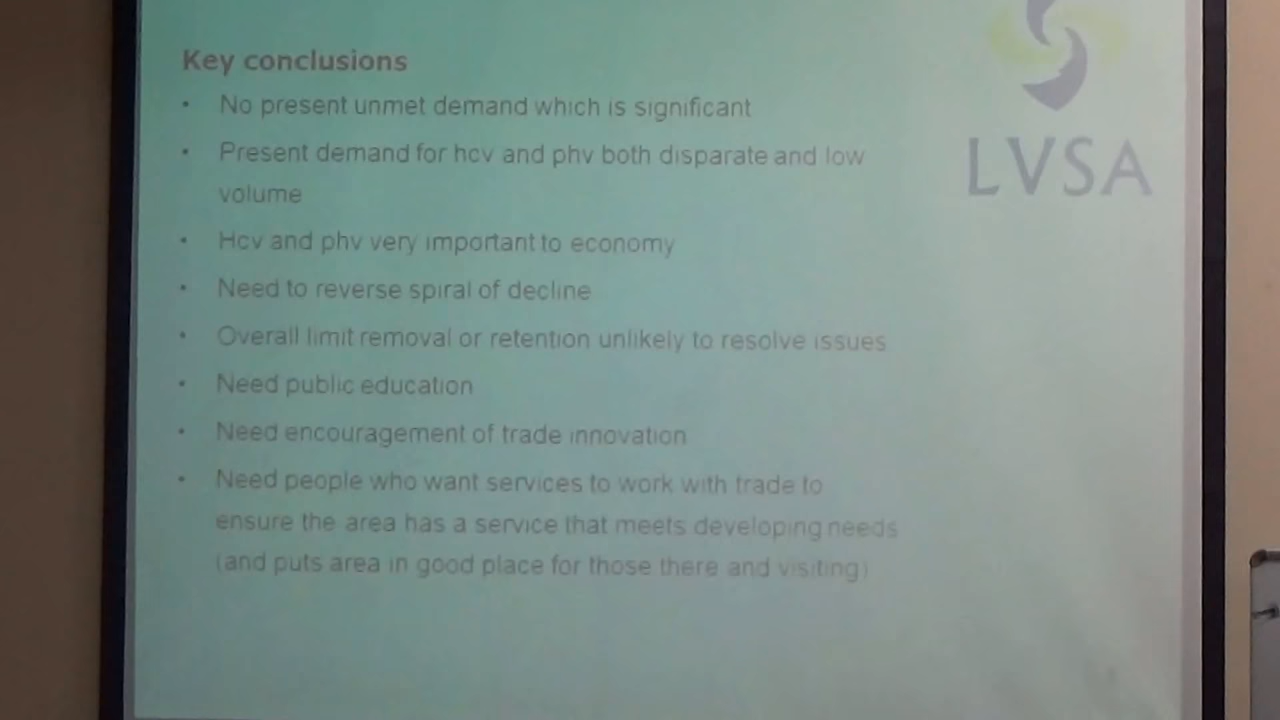 Key conclusions
• No present unmet demand which is significant
• Present demand for hcv and phv both disparate and low
volume
• Hcv and phv very important to economy
• Need to reverse spiral of decline
• Overall limit removal or retention unlikely to resolve issues
• Need public education
• Need encouragement of trade innovation
• Need people who want services to work with trade to
ensure the area has a service that meets developing needs
(and puts area in good place for those there and visiting)
LVSA